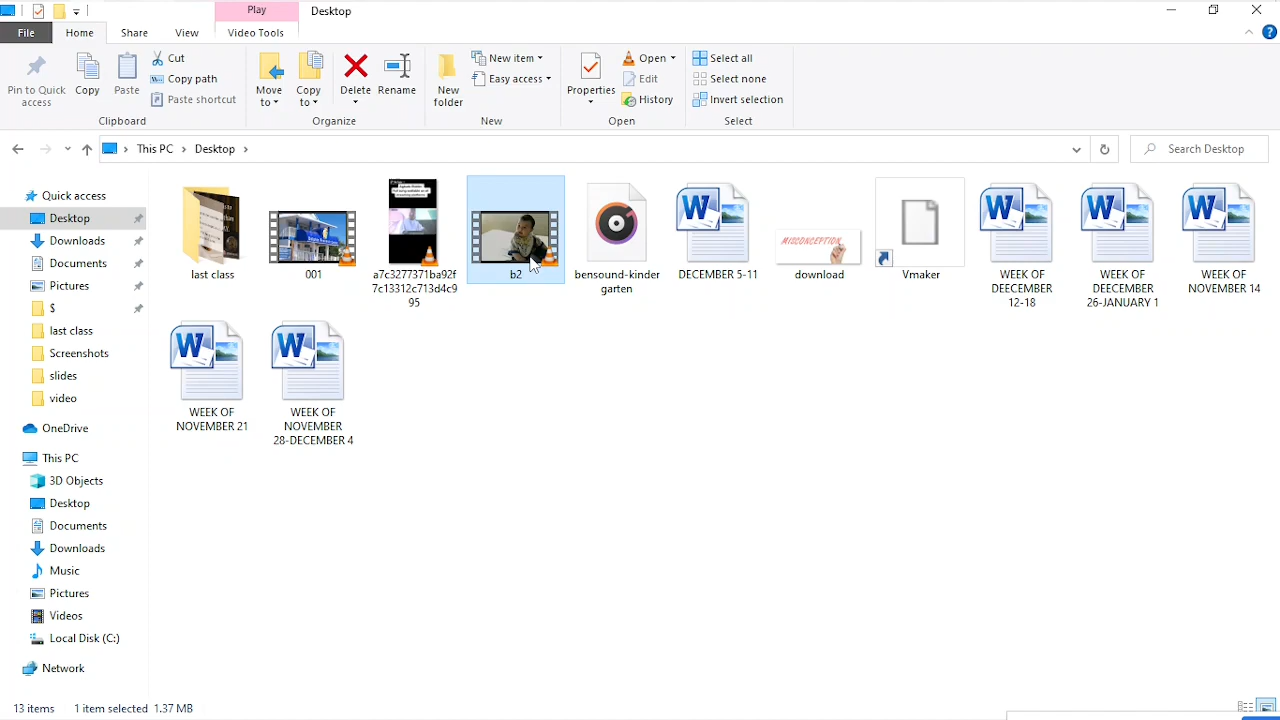 Play
Desktop
File
Home
Share
View
Video Tools
Pin to Quick access
Copy
Paste
Cut
Copy path
Paste shortcut
Clipboard
Move to
Copy to
Delete
Rename
Organize
New folder
New item
Easy access
New
Properties
Open
Edit
History
Open
Select all
Select none
Invert selection
Select
This PC
Desktop
Search Desktop
Quick access
Desktop
Downloads
Documents
Pictures
$
last class
Screenshots
slides
video
OneDrive
This PC
3D Objects
Desktop
Documents
Downloads
Music
Pictures
Videos
Local Disk (C:)
Network
last class
001
a7c3277371ba92f
7c13312c713d4c9
95
b2
bensound-kinder
garten
DECEMBER 5-11
MISCONCEPTION
download
Vmaker
WEEK OF
DEECEMBER
12-18
WEEK OF
DEECEMBER
26-JANUARY 1
WEEK OF
NOVEMBER 14
WEEK OF
NOVEMBER 21
WEEK OF
NOVEMBER
28-DECEMBER 4
13 items
1 item selected 1.37 MB